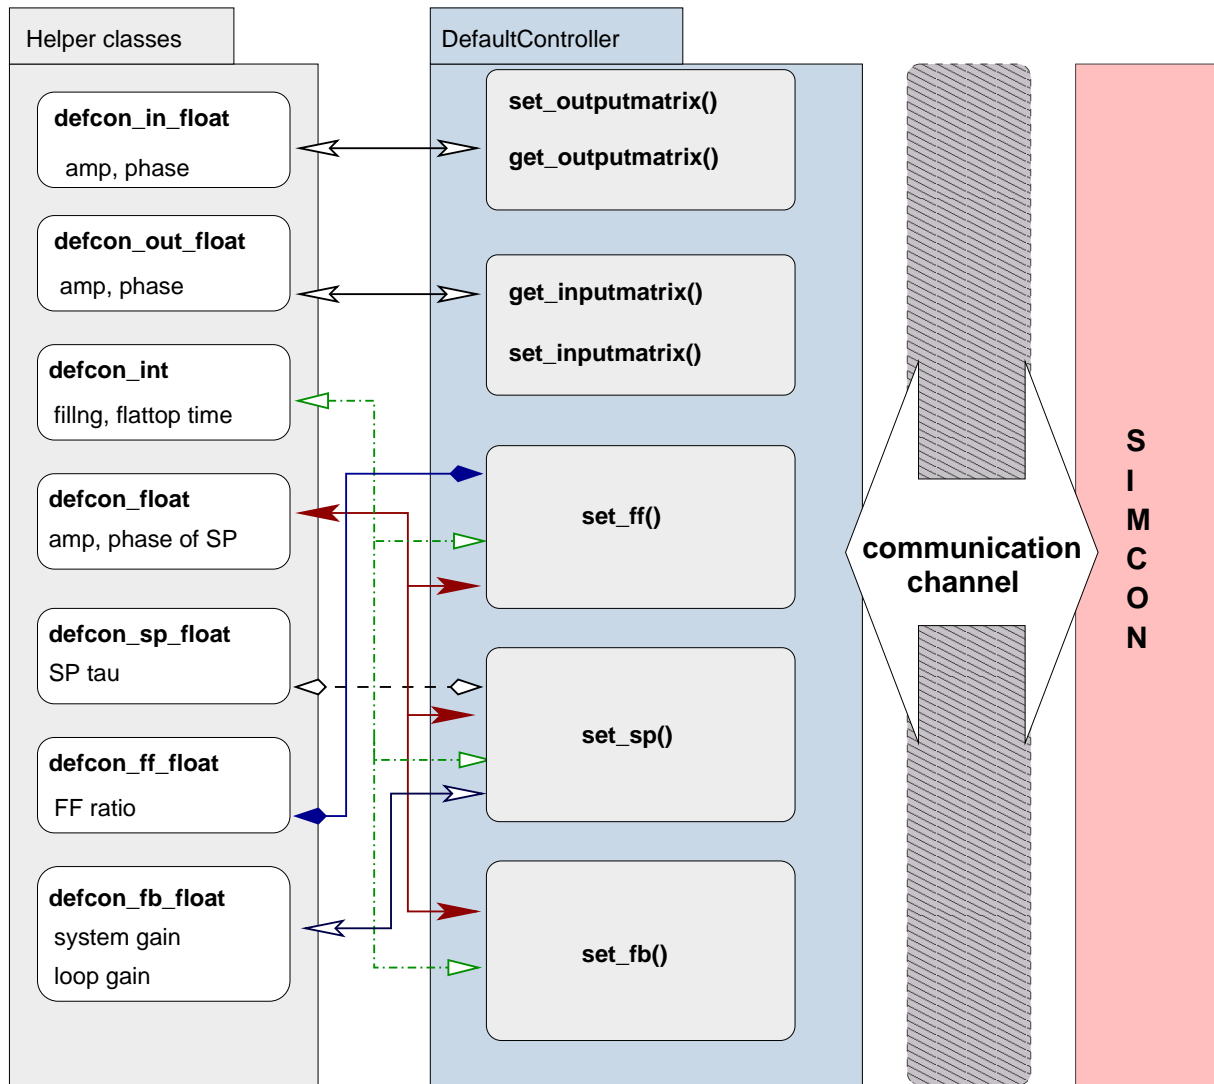 Helper classes
defcon_in_float
amp, phase
defcon_out_float
amp, phase
defcon_int
fillng, flattop time
defcon_float
amp, phase of SP
defcon_sp_float
SP tau
defcon_ff_float
FF ratio
defcon_fb_float
system gain
loop gain
DefaultController
set_outputmatrix()
get_outputmatrix()
get_inputmatrix()
set_inputmatrix()
set_ff()
set_sp()
set_fb()
communication
channel
S
I
M
C
O
N